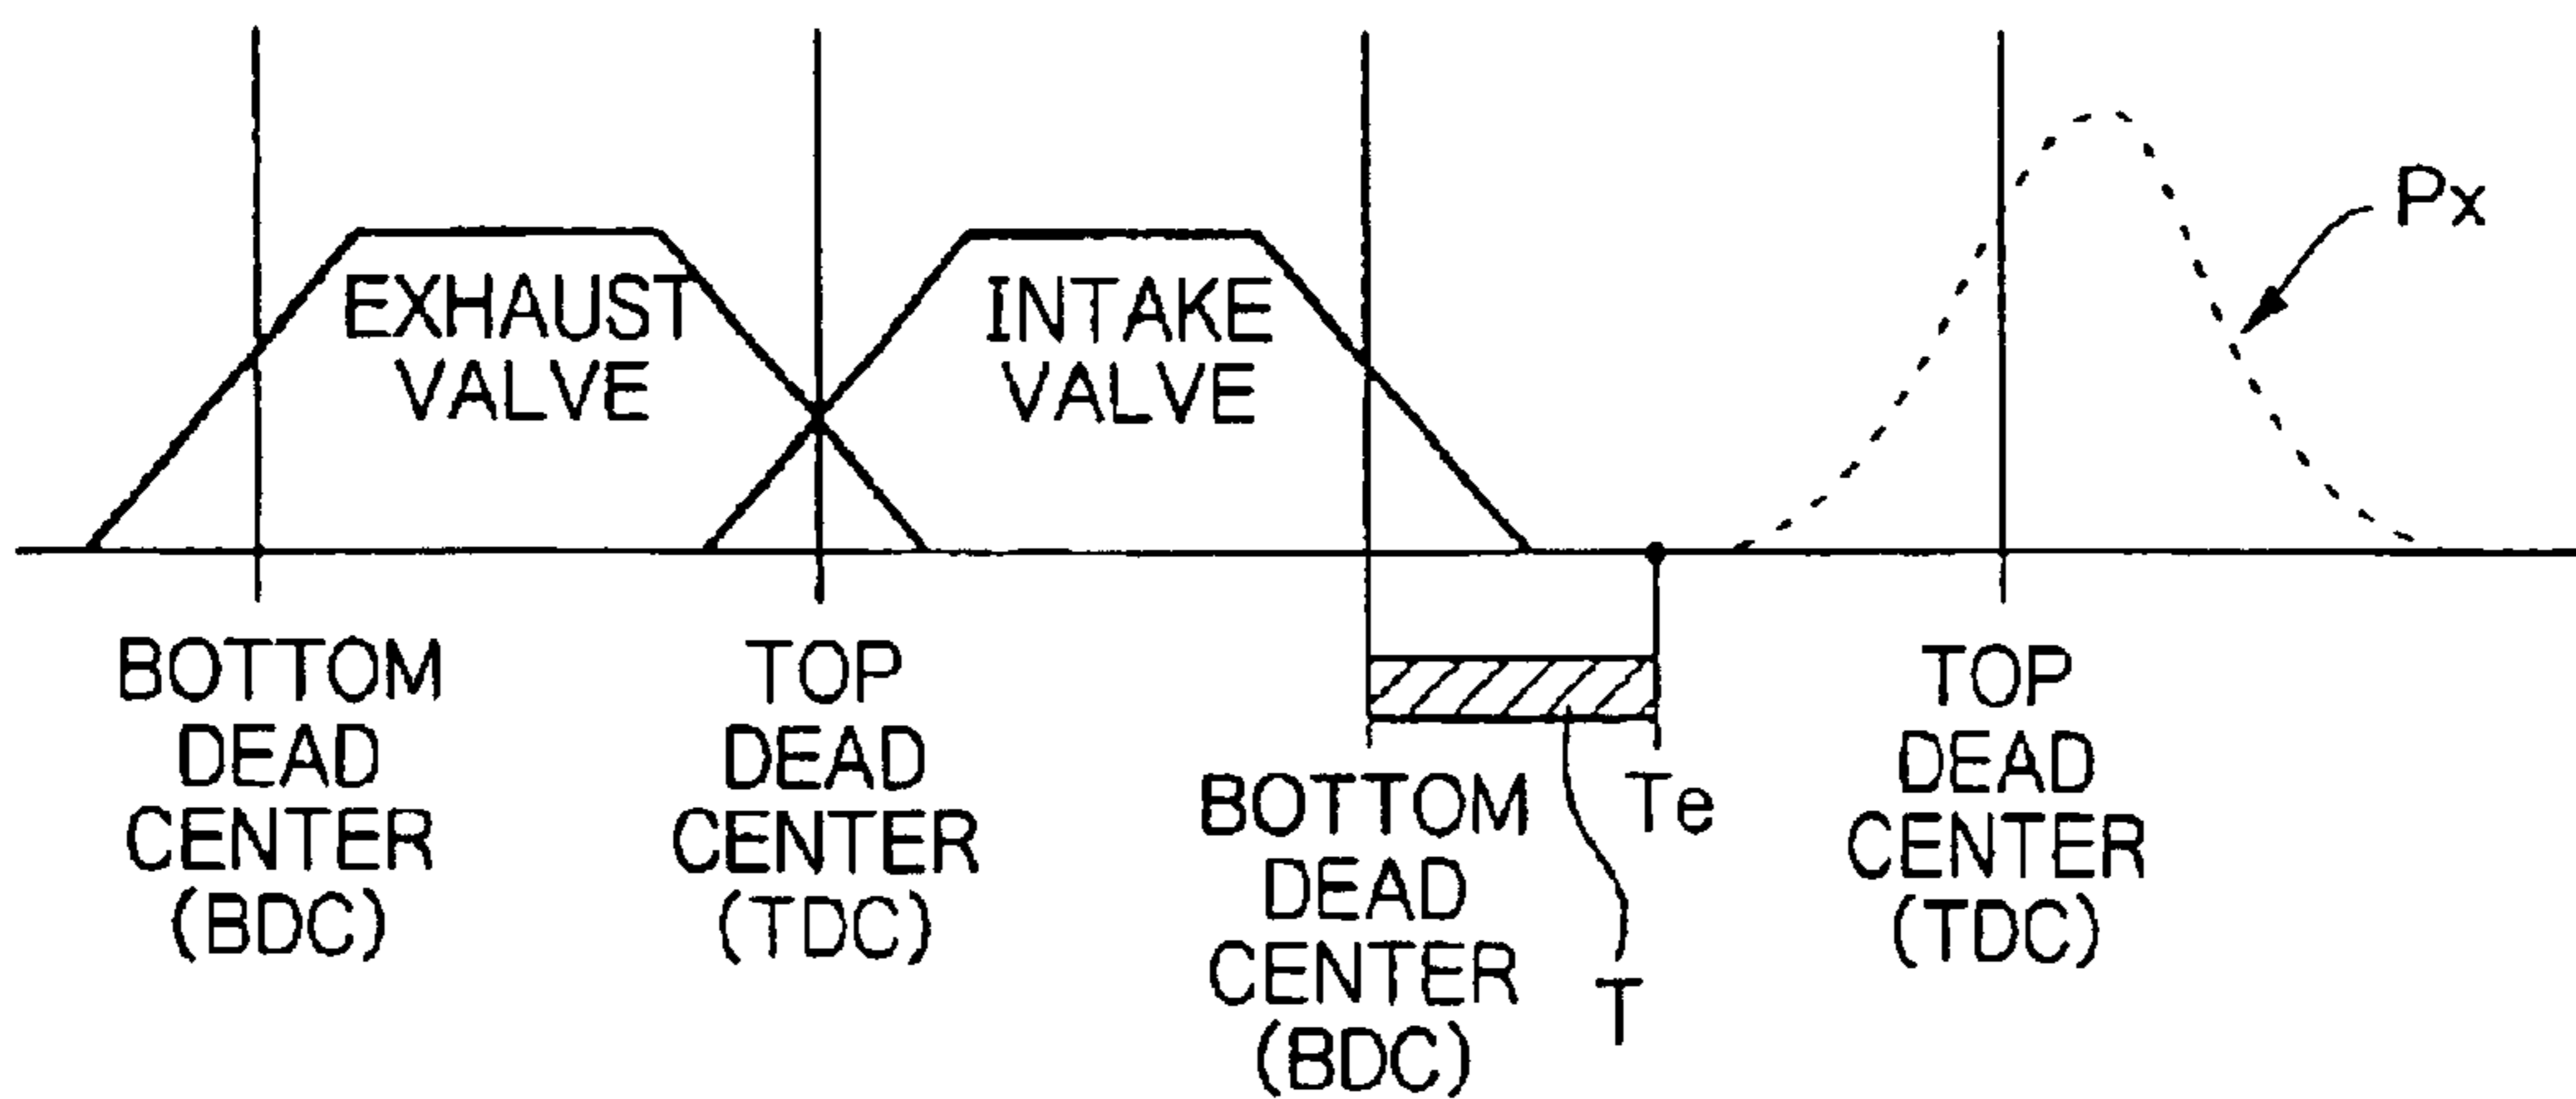 Px
EXHAUST
VALVE
INTAKE
VALVE
BOTTOM
DEAD
CENTER
(BDC)
TOP
DEAD
CENTER
(TDC)
BOTTOM
DEAD
CENTER
(BDC)
Te
T
TOP
DEAD
CENTER
(TDC)